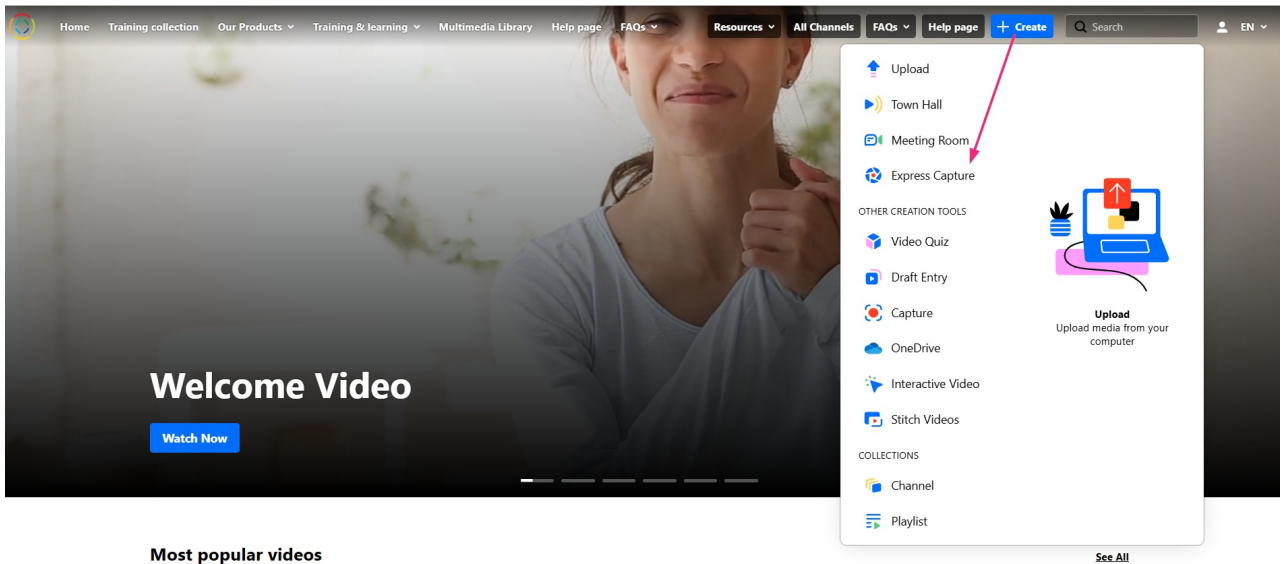 Home Training collection Our Products Training & learning Multimedia Library Help page FAQs Resources All Channels FAQs Help page + Create Search EN
Upload
Town Hall
Meeting Room
Express Capture
OTHER CREATION TOOLS
Video Quiz
Draft Entry
Capture
OneDrive
Interactive Video
Stitch Videos
COLLECTIONS
Channel
Playlist
Upload
Upload media from your
computer
Welcome Video
Watch Now
Most popular videos
See All